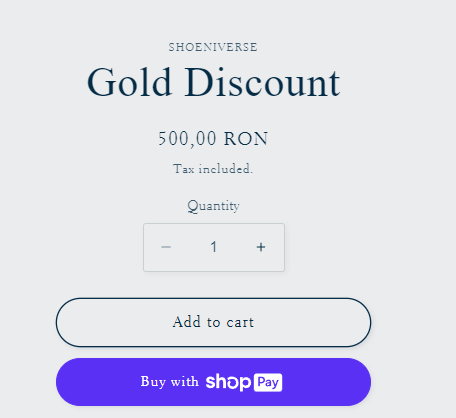 SHOENIVERSE
Gold Discount
500,00 RON
Tax included.
Quantity
− 1 +
Add to cart
Buy with shop Pay